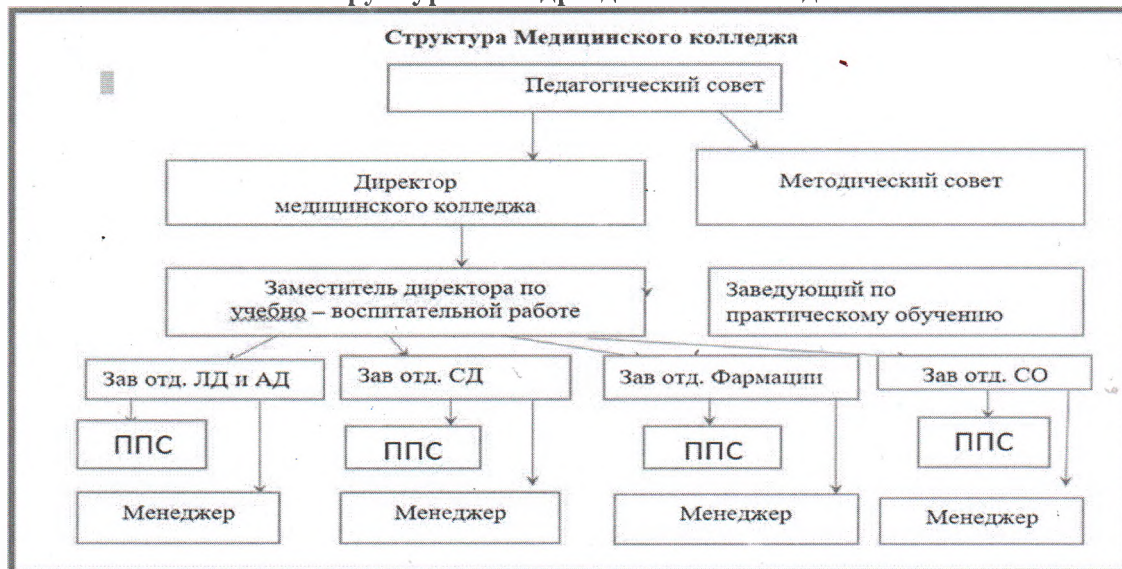 Структура Медицинского колледжа
Педагогический совет
Директор
медицинского колледжа
Методический совет
Заместитель директора по
учебно – воспитательной работе
Заведующий по
практическому обучению
Зав отд. ЛД и АД
Зав отд. СД
Зав отд. Фармации
Зав отд. СО
ППС
ППС
ППС
ППС
Менеджер
Менеджер
Менеджер
Менеджер